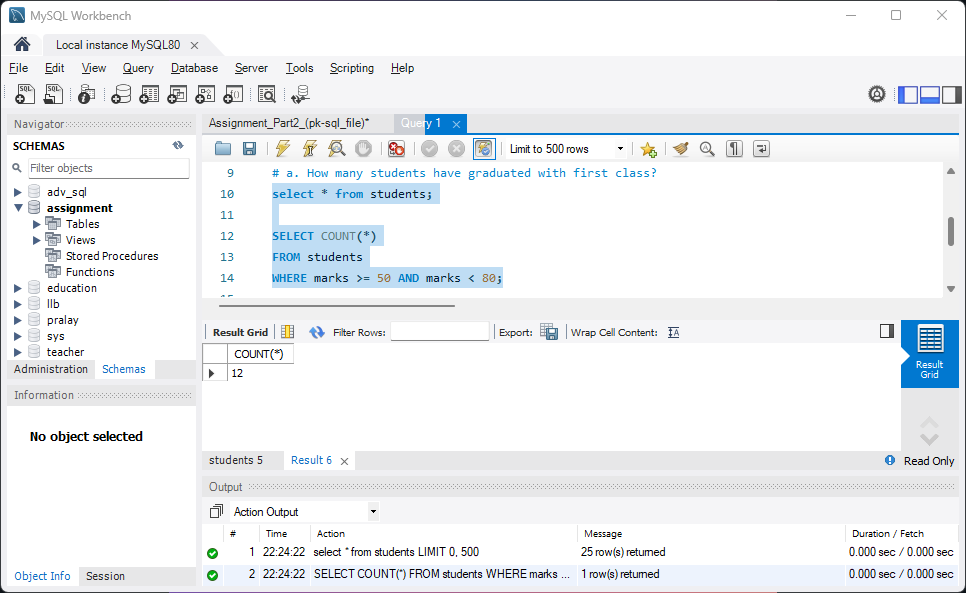 MySQL Workbench
Local instance MySQL80
File Edit View Query Database Server Tools Scripting Help
Navigator
SCHEMAS
Filter objects
adv_sql
assignment
Tables
Views
Stored Procedures
Functions
education
llb
pralay
sys
teacher
Administration Schemas
Information
No object selected
Object Info Session
Assignment_Part2_(pk-sql_file)* Query 1
Limit to 500 rows
9 # a. How many students have graduated with first class?
10 select * from students;
11
12 SELECT COUNT(*)
13 FROM students
14 WHERE marks >= 50 AND marks < 80;
Result Grid Filter Rows: Export: Wrap Cell Content:
COUNT(*)
12
Result Grid
students 5 Result 6 Read Only
Output
Action Output
# Time Action Message Duration / Fetch
1 22:24:22 select * from students LIMIT 0, 500 25 row(s) returned 0.000 sec / 0.000 sec
2 22:24:22 SELECT COUNT(*) FROM students WHERE marks ... 1 row(s) returned 0.000 sec / 0.000 sec